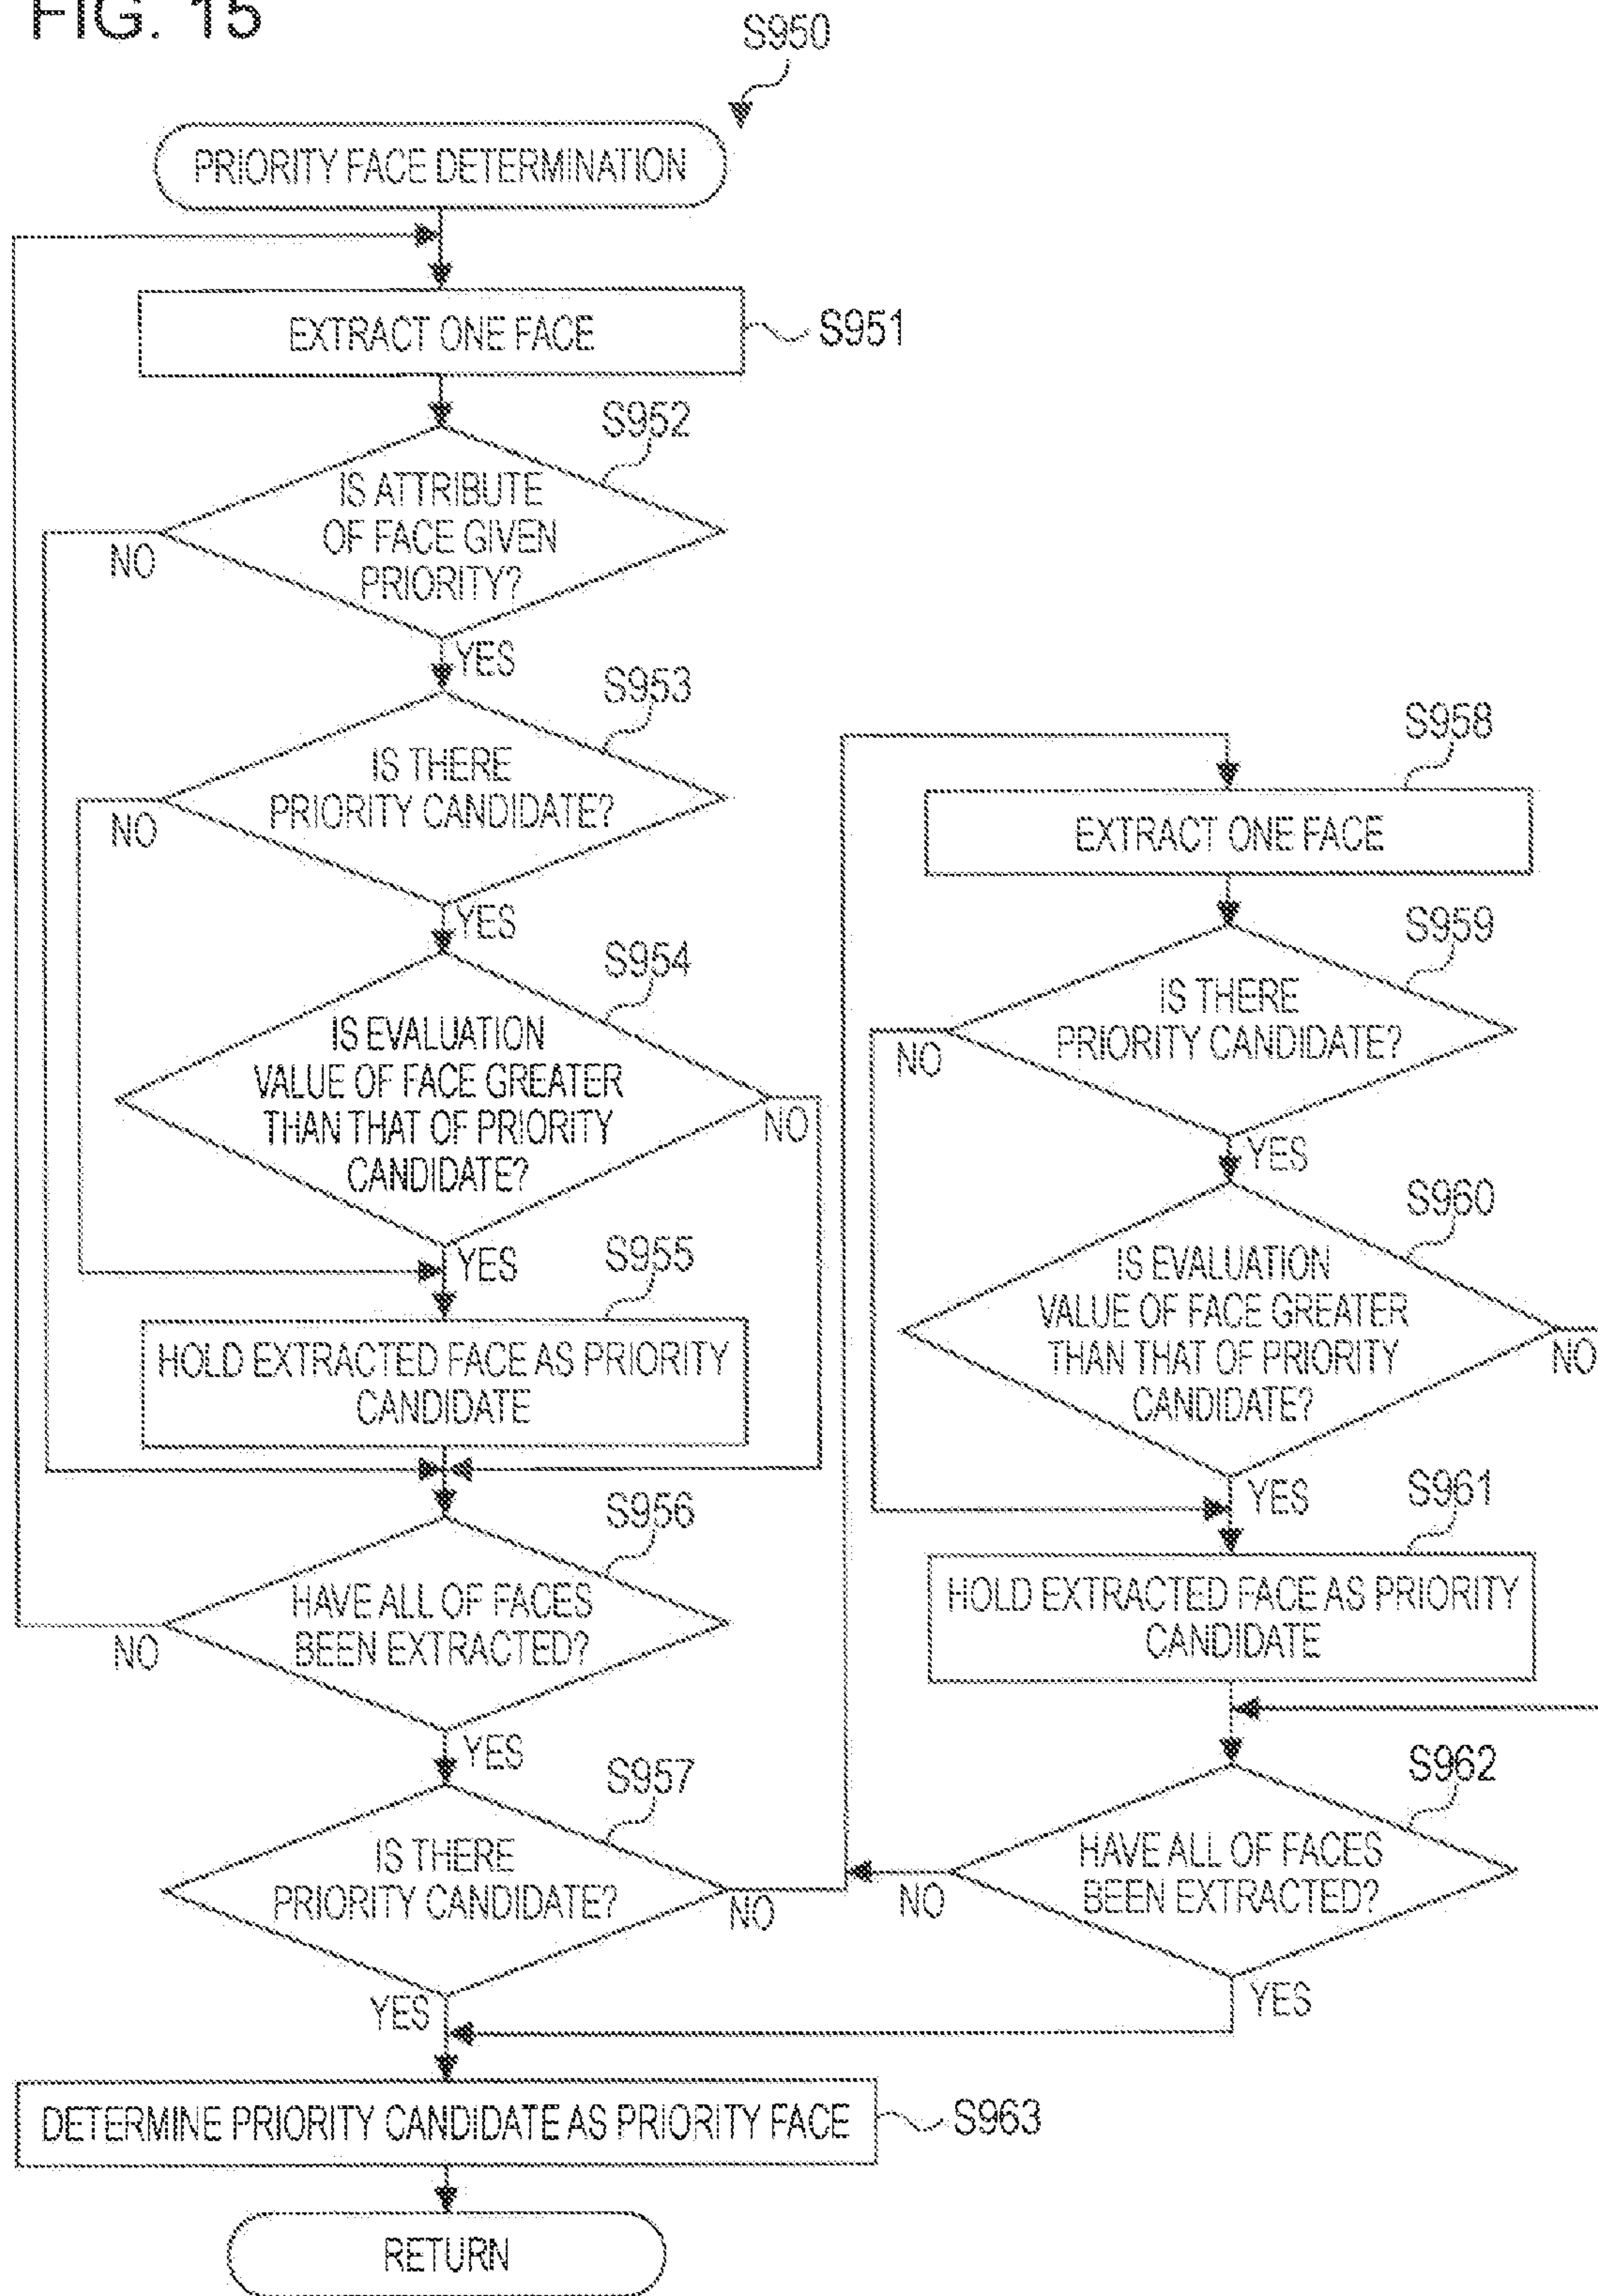 FIG. 15
S950
PRIORITY FACE DETERMINATION
EXTRACT ONE FACE
S951
S952
IS ATTRIBUTE
OF FACE GIVEN
PRIORITY?
NO
YES
S953
IS THERE
PRIORITY CANDIDATE?
NO
YES
S954
IS EVALUATION
VALUE OF FACE GREATER
THAN THAT OF PRIORITY
CANDIDATE?
NO
YES
S955
HOLD EXTRACTED FACE AS PRIORITY
CANDIDATE
S956
HAVE ALL OF FACES
BEEN EXTRACTED?
NO
YES
S957
IS THERE
PRIORITY CANDIDATE?
NO
YES
S958
EXTRACT ONE FACE
S959
IS THERE
PRIORITY CANDIDATE?
NO
YES
S960
IS EVALUATION
VALUE OF FACE GREATER
THAN THAT OF PRIORITY
CANDIDATE?
NO
YES
S961
HOLD EXTRACTED FACE AS PRIORITY
CANDIDATE
S962
HAVE ALL OF FACES
BEEN EXTRACTED?
NO
YES
DETERMINE PRIORITY CANDIDATE AS PRIORITY FACE
S963
RETURN